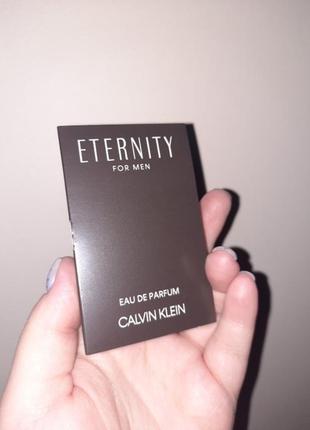 ETERNITY
FOR MEN
EAU DE PARFUM
CALVIN KLEIN